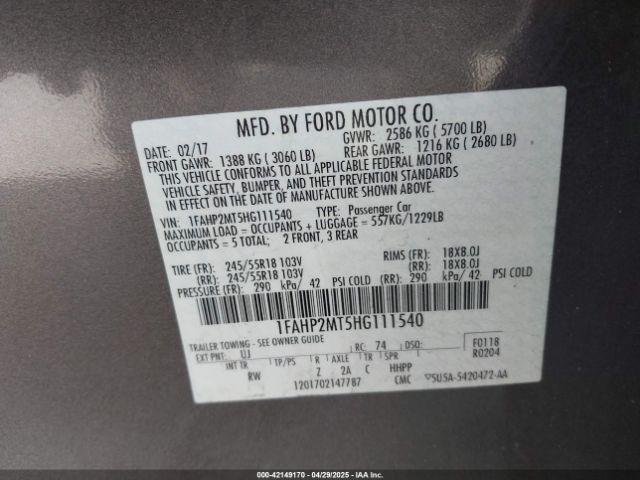 MFD. BY FORD MOTOR CO.
DATE: 02/17 GVWR: 2586 KG ( 5700 LB)
FRONT GAWR: 1388 KG ( 3060 LB) REAR GAWR: 1216 KG ( 2680 LB)
THIS VEHICLE CONFORMS TO ALL APPLICABLE FEDERAL MOTOR
VEHICLE SAFETY, BUMPER, AND THEFT PREVENTION STANDARDS
IN EFFECT ON THE DATE OF MANUFACTURE SHOWN ABOVE.
VIN: 1FAHP2MT5HG111540 TYPE: Passenger Car
MAXIMUM LOAD = OCCUPANTS + LUGGAGE = 557KG/1229LB
OCCUPANTS = 5 TOTAL; 2 FRONT, 3 REAR
TIRE (FR): 245/55R18 103V RIMS (FR): 18X8.0J
(RR): 245/55R18 103V (RR): 18X8.0J
PRESSURE (FR): 290 kPa/ 42 PSI COLD (RR): 290 kPa/ 42 PSI COLD
1FAHP2MT5HG111540
TRAILER TOWING - SEE OWNER GUIDE
EXT PNT: UJ RC: 74 DSO: F0118
INT TR TP/PS R AXLE TR SPR R0204
RW Z 2A C HHPP
1201702147787 CMC 5U5A-5420472-AA
000-42149170 04/29/2025 IAAI.com